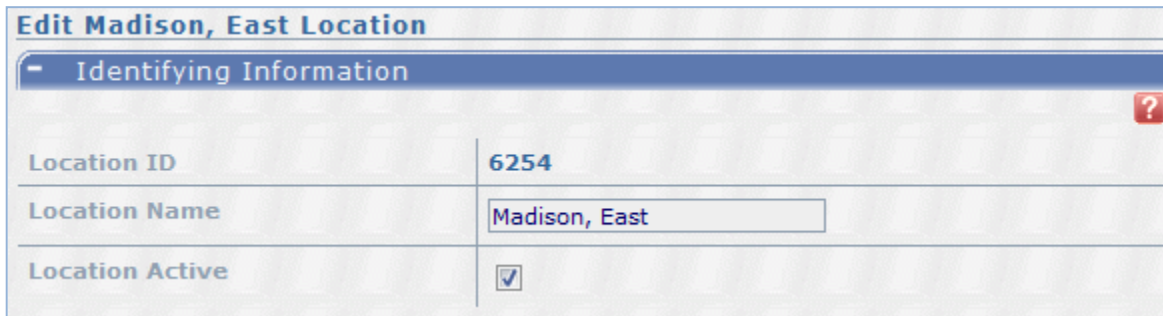 Edit Madison, East Location
- Identifying Information
?
Location ID 6254
Location Name Madison, East
Location Active